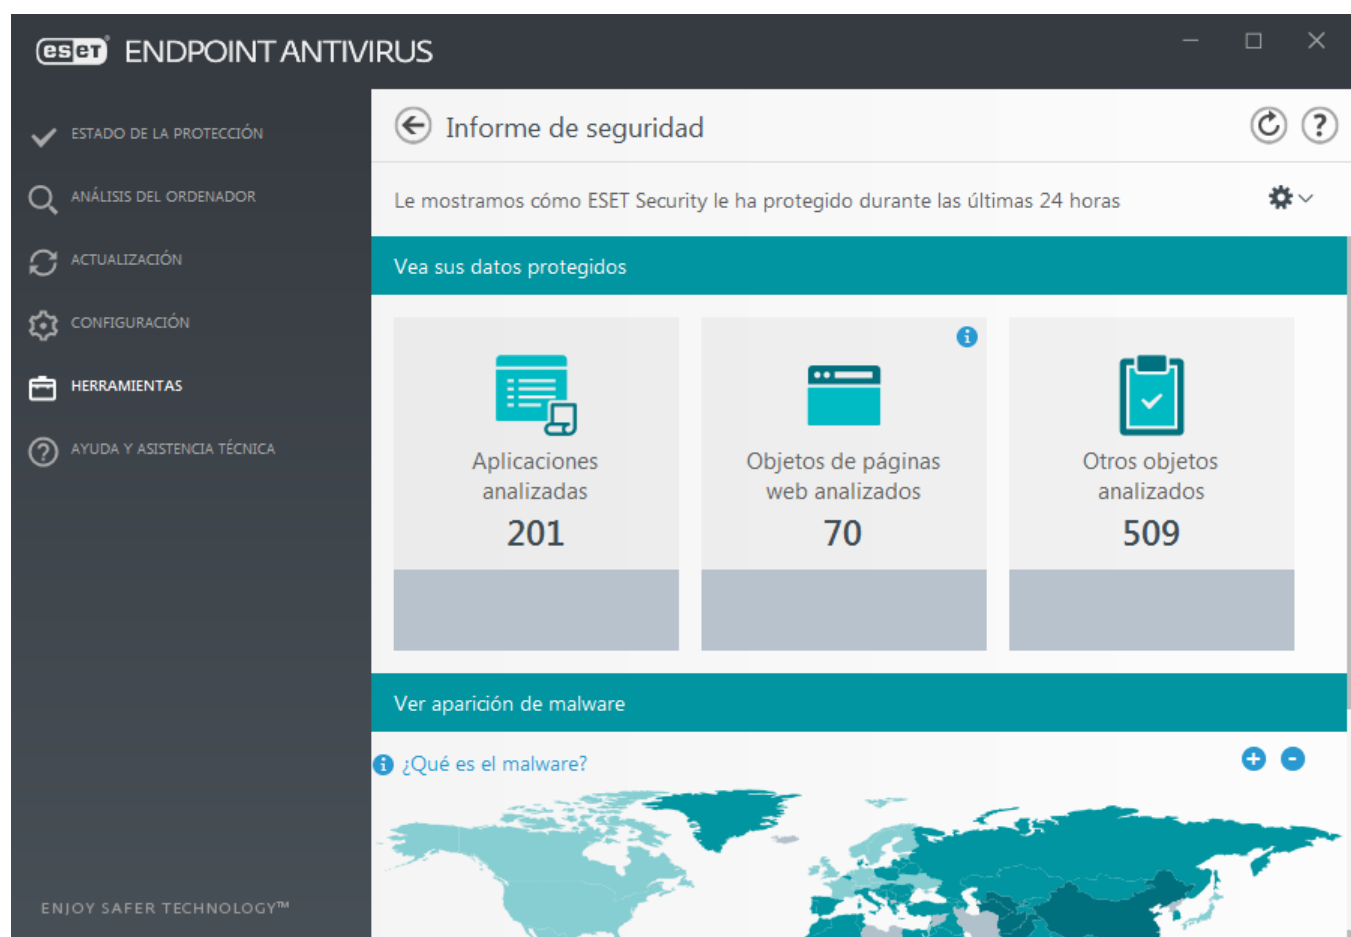 eset ENDPOINT ANTIVIRUS
ESTADO DE LA PROTECCIÓN
ANÁLISIS DEL ORDENADOR
ACTUALIZACIÓN
CONFIGURACIÓN
HERRAMIENTAS
AYUDA Y ASISTENCIA TÉCNICA
ENJOY SAFER TECHNOLOGY™
Informe de seguridad
Le mostramos cómo ESET Security le ha protegido durante las últimas 24 horas
Vea sus datos protegidos
Aplicaciones
analizadas
201
Objetos de páginas
web analizados
70
Otros objetos
analizados
509
Ver aparición de malware
¿Qué es el malware?